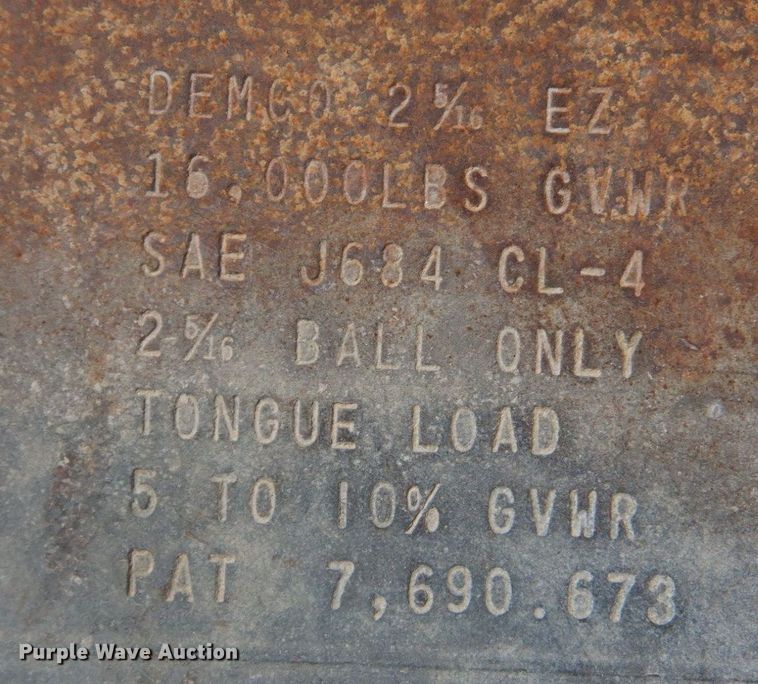 DEMCO 2 5/16 EZ
16,000LBS GVWR
SAE J684 CL-4
2-5/16 BALL ONLY
TONGUE LOAD
5 TO 10% GVWR
PAT 7,690.673
Purple Wave Auction